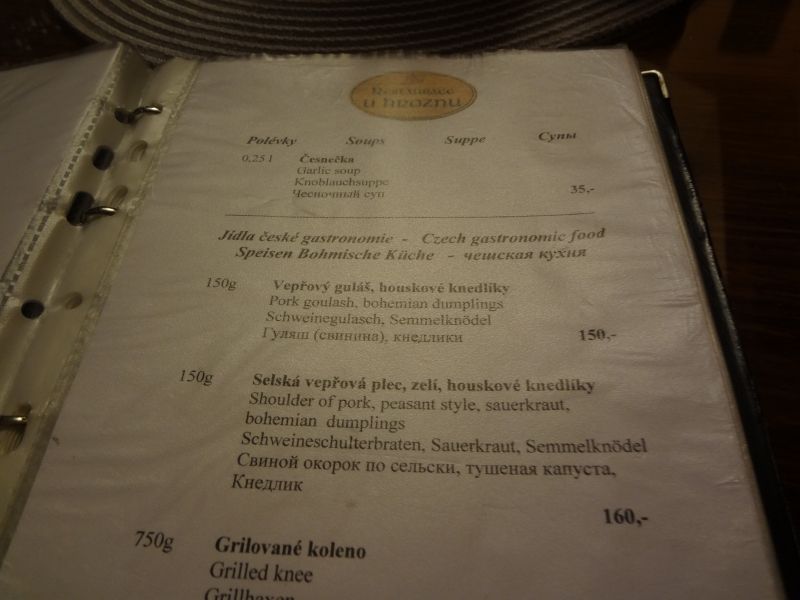 Restaurace
u hroznu
Polévky Soups Suppe Супы
0,25 l Česnečka
Garlic soup
Knoblauchsuppe
Чесночный суп 35,-
Jídla české gastronomie - Czech gastronomic food
Speisen Bohmische Küche - чешская кухня
150g Vepřový guláš, houskové knedlíky
Pork goulash, bohemian dumplings
Schweinegulasch, Semmelknödel
Гуляш (свинина), кнедлики 150,-
150g Selská vepřová plec, zelí, houskové knedlíky
Shoulder of pork, peasant style, sauerkraut,
bohemian dumplings
Schweineschulterbraten, Sauerkraut, Semmelknödel
Свиной окорок по сельски, тушеная капуста,
Кнедлик
160,-
750g Grilované koleno
Grilled knee
Grillhaxen